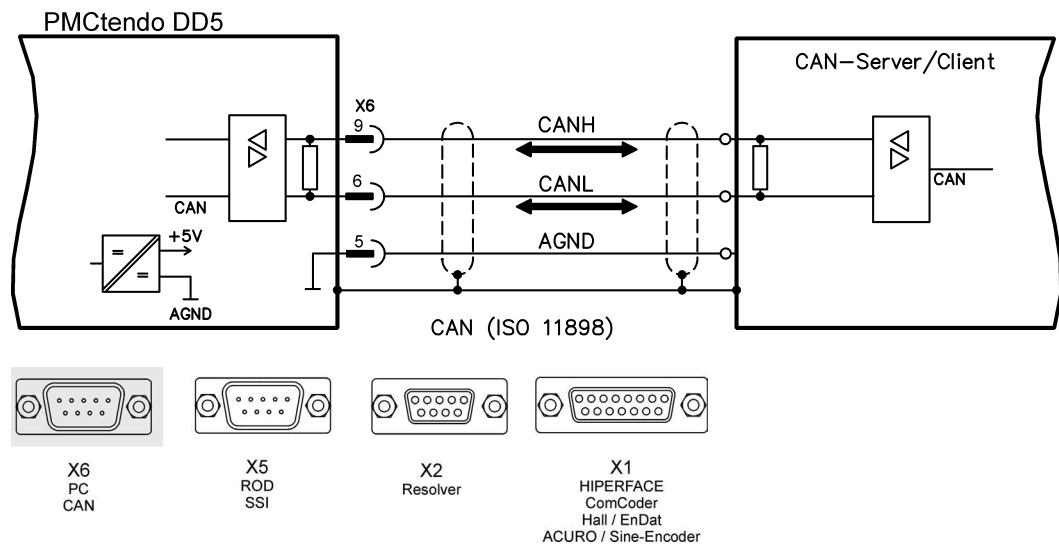 PMCtendo DD5
CAN–Server/Client
X6
9
CANH
6
CANL
CAN
CAN
5
AGND
+5V
=
=
AGND
CAN (ISO 11898)
X6
PC
CAN
X5
ROD
SSI
X2
Resolver
X1
HIPERFACE
ComCoder
Hall / EnDat
ACURO / Sine-Encoder